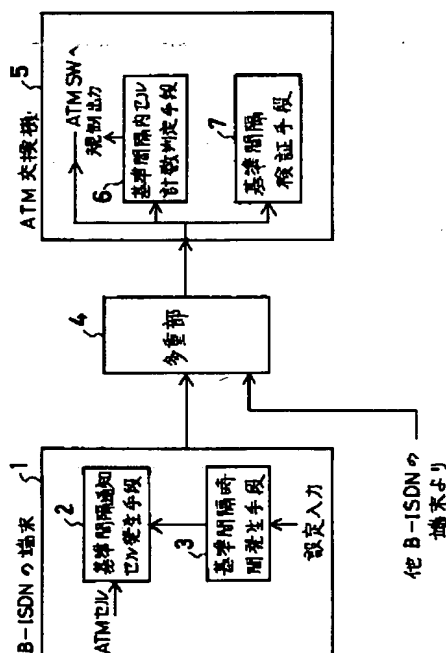 B-ISDNの端末
1
2
基準間隔通知
セル発生手段
ATMセル
3
基準間隔時
間発生手段
設定入力
4
多重部
他B-ISDNの
端末より
ATM交換機
5
ATM SWへ
規制出力
6
基準間隔内セル
計数判定手段
7
基準間隔
検証手段